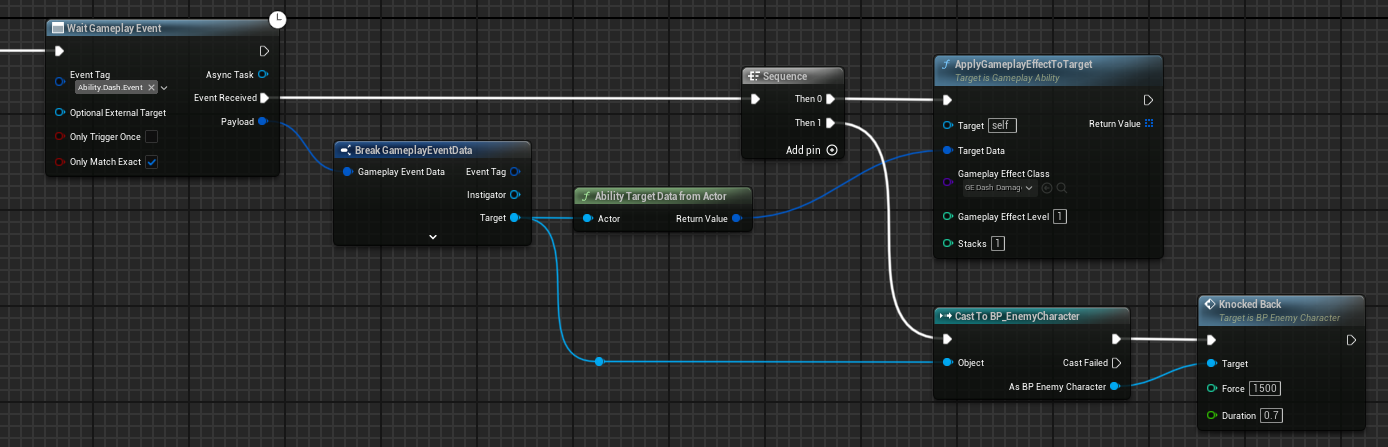 Wait Gameplay Event
Event Tag
Ability.Dash.Event
Async Task
Event Received
Optional External Target
Payload
Only Trigger Once
Only Match Exact
Break GameplayEventData
Gameplay Event Data
Event Tag
Instigator
Target
Ability Target Data from Actor
Actor
Return Value
Sequence
Then 0
Then 1
Add pin
ApplyGameplayEffectToTarget
Target is Gameplay Ability
Target self
Return Value
Target Data
Gameplay Effect Class
GE Dash Damag
Gameplay Effect Level 1
Stacks 1
Cast To BP_EnemyCharacter
Object
Cast Failed
As BP Enemy Character
Knocked Back
Target is BP Enemy Character
Target
Force 1500
Duration 0.7